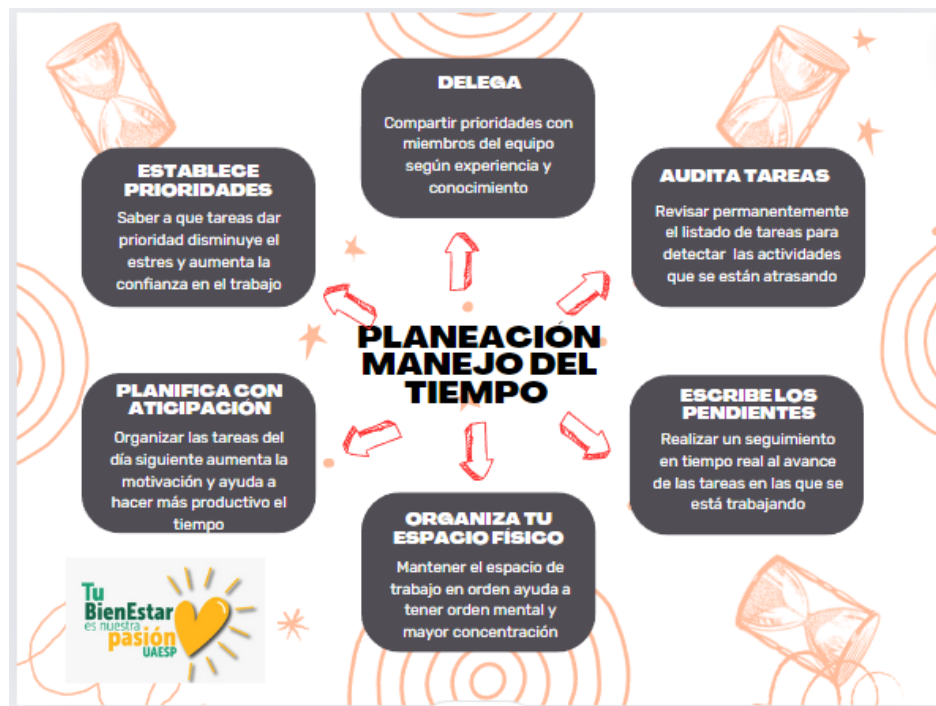 DELEGA
Compartir prioridades con
miembros del equipo
según experiencia y
conocimiento
ESTABLECE
PRIORIDADES
Saber a que tareas dar
prioridad disminuye el
estres y aumenta la
confianza en el trabajo
AUDITA TAREAS
Revisar permanentemente
el listado de tareas para
detectar las actividades
que se están atrasando
PLANEACIÓN
MANEJO DEL
TIEMPO
PLANIFICA CON
ATICIPACIÓN
Organizar las tareas del
día siguiente aumenta la
motivación y ayuda a
hacer más productivo el
tiempo
ESCRIBE LOS
PENDIENTES
Realizar un seguimiento
en tiempo real al avance
de las tareas en las que se
está trabajando
ORGANIZA TU
ESPACIO FÍSICO
Mantener el espacio de
trabajo en orden ayuda a
tener orden mental y
mayor concentración
Tu
BienEstar
es nuestra
pasión
UAESP